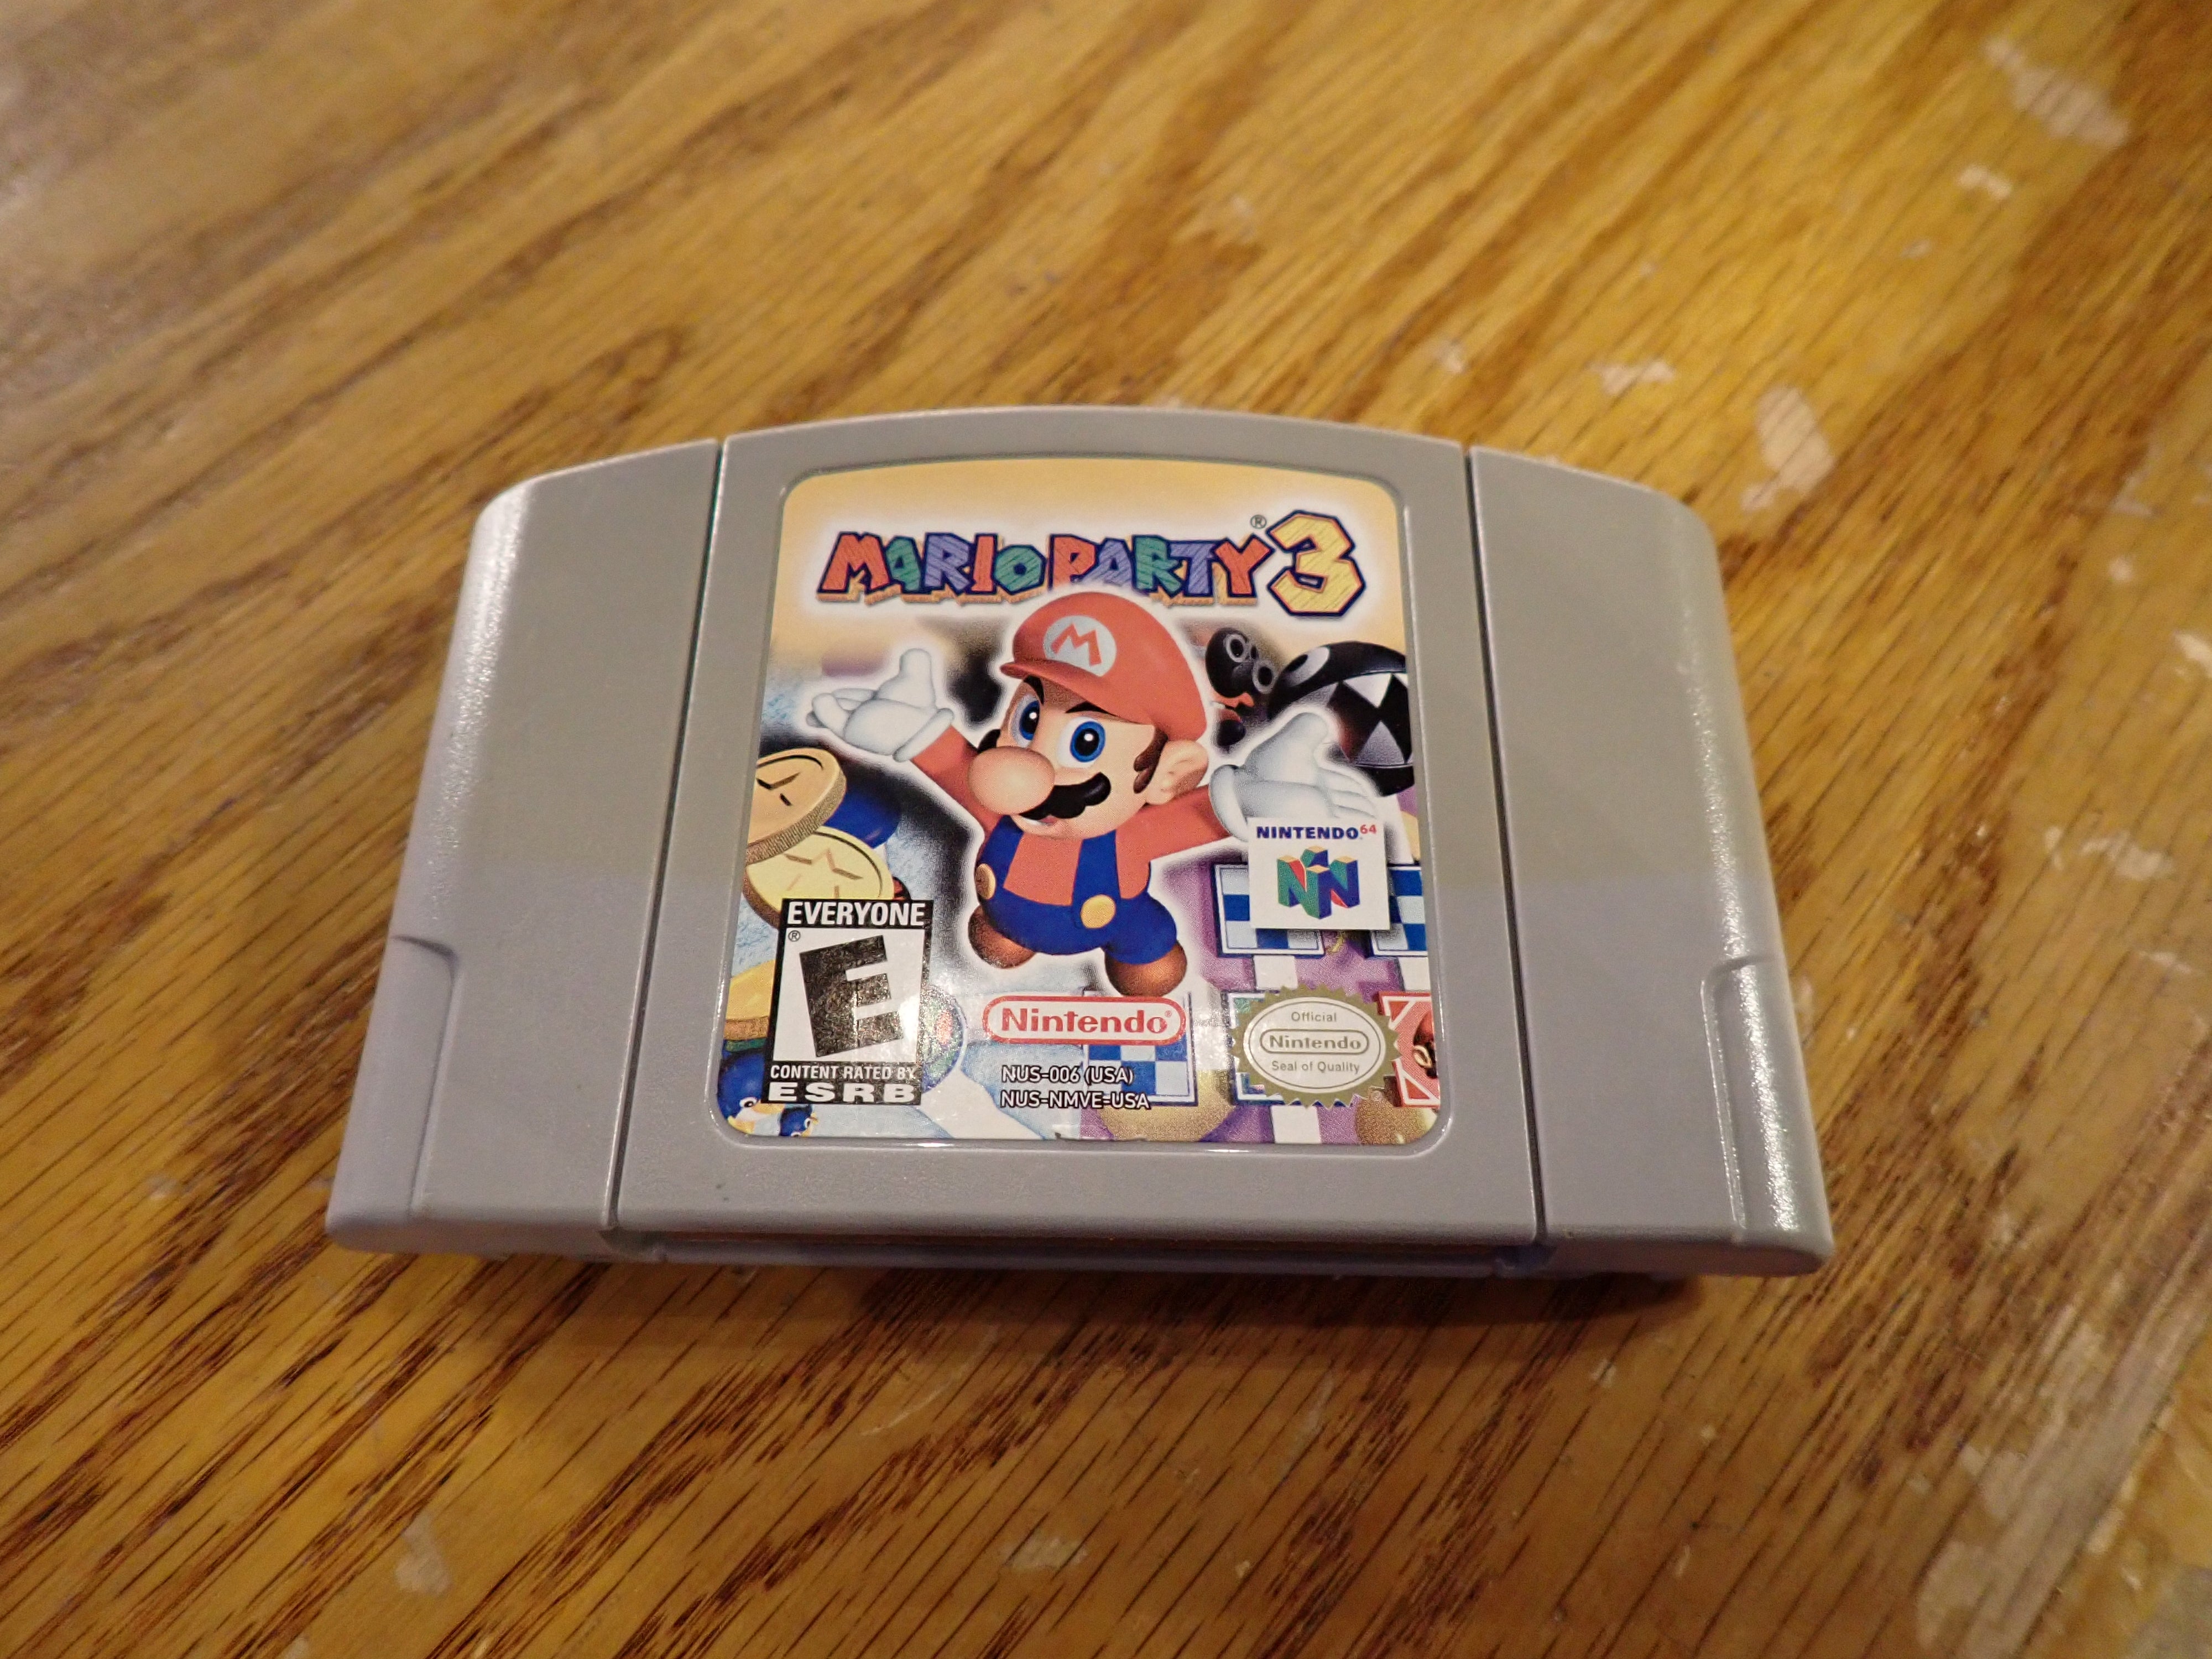 MARIO PARTY® 3
M
NINTENDO64
N
EVERYONE
®
E
CONTENT RATED BY
ESRB
Nintendo®
NUS-006 (USA)
NUS-NMVE-USA
Official
Nintendo
Seal of Quality